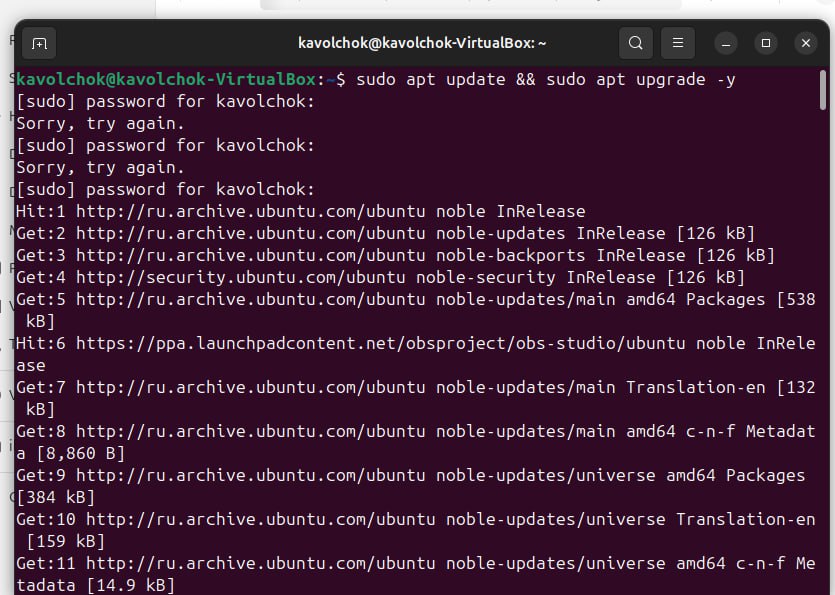 kavolchok@kavolchok-VirtualBox: ~
kavolchok@kavolchok-VirtualBox:~$ sudo apt update && sudo apt upgrade -y
[sudo] password for kavolchok:
Sorry, try again.
[sudo] password for kavolchok:
Sorry, try again.
[sudo] password for kavolchok:
Hit:1 http://ru.archive.ubuntu.com/ubuntu noble InRelease
Get:2 http://ru.archive.ubuntu.com/ubuntu noble-updates InRelease [126 kB]
Get:3 http://ru.archive.ubuntu.com/ubuntu noble-backports InRelease [126 kB]
Get:4 http://security.ubuntu.com/ubuntu noble-security InRelease [126 kB]
Get:5 http://ru.archive.ubuntu.com/ubuntu noble-updates/main amd64 Packages [538
 kB]
Hit:6 https://ppa.launchpadcontent.net/obsproject/obs-studio/ubuntu noble InRele
ase
Get:7 http://ru.archive.ubuntu.com/ubuntu noble-updates/main Translation-en [132
 kB]
Get:8 http://ru.archive.ubuntu.com/ubuntu noble-updates/main amd64 c-n-f Metadat
a [8,860 B]
Get:9 http://ru.archive.ubuntu.com/ubuntu noble-updates/universe amd64 Packages
[384 kB]
Get:10 http://ru.archive.ubuntu.com/ubuntu noble-updates/universe Translation-en
 [159 kB]
Get:11 http://ru.archive.ubuntu.com/ubuntu noble-updates/universe amd64 c-n-f Me
tadata [14.9 kB]